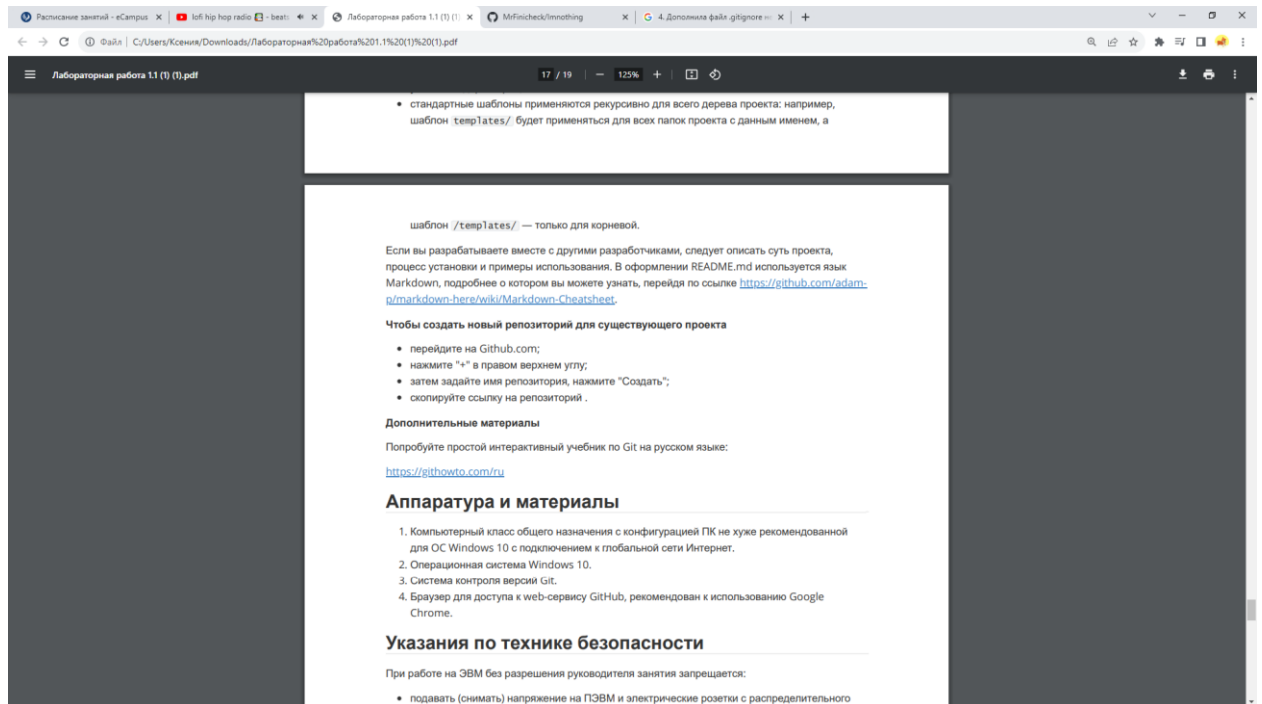 Расписание занятий - eCampus
lofi hip hop radio - beats
Лабораторная работа 1.1 (1) (1)
MrFinicheck/Imnothing
4. Дополнила файл .gitignore не
Файл | C:/Users/Ксения/Downloads/Лабораторная%20работа%201.1%20(1)%20(1).pdf
Лабораторная работа 1.1 (1) (1).pdf
17 / 19 | — 125% +
• стандартные шаблоны применяются рекурсивно для всего дерева проекта: например,
шаблон templates/ будет применяться для всех папок проекта с данным именем, а
шаблон /templates/ — только для корневой.
Если вы разрабатываете вместе с другими разработчиками, следует описать суть проекта,
процесс установки и примеры использования. В оформлении README.md используется язык
Markdown, подробнее о котором вы можете узнать, перейдя по ссылке https://github.com/adam-
p/markdown-here/wiki/Markdown-Cheatsheet.
Чтобы создать новый репозиторий для существующего проекта
• перейдите на Github.com;
• нажмите "+" в правом верхнем углу;
• затем задайте имя репозитория, нажмите "Создать";
• скопируйте ссылку на репозиторий .
Дополнительные материалы
Попробуйте простой интерактивный учебник по Git на русском языке:
https://githowto.com/ru
Аппаратура и материалы
1. Компьютерный класс общего назначения с конфигурацией ПК не хуже рекомендованной
для ОС Windows 10 с подключением к глобальной сети Интернет.
2. Операционная система Windows 10.
3. Система контроля версий Git.
4. Браузер для доступа к web-сервису GitHub, рекомендован к использованию Google
Chrome.
Указания по технике безопасности
При работе на ЭВМ без разрешения руководителя занятия запрещается:
• подавать (снимать) напряжение на ПЭВМ и электрические розетки с распределительного